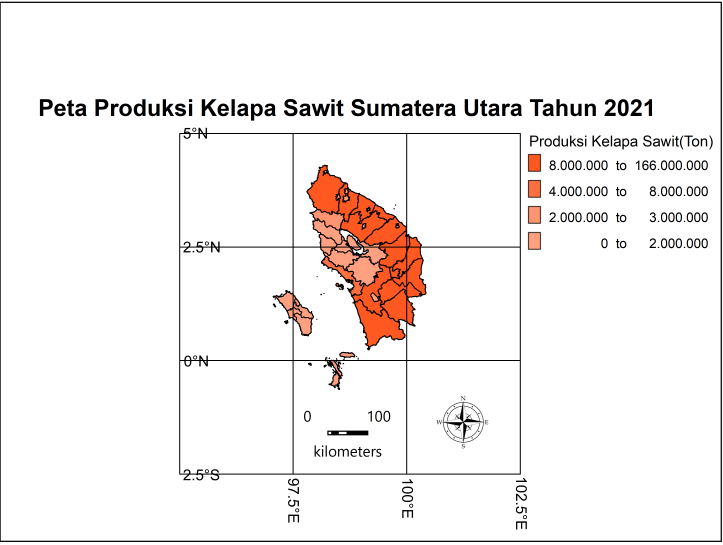 Peta Produksi Kelapa Sawit Sumatera Utara Tahun 2021
Produksi Kelapa Sawit(Ton)
8.000.000 to 166.000.000
4.000.000 to 8.000.000
2.000.000 to 3.000.000
0 to 2.000.000
5°N
2.5°N
0°N
2.5°S
97.5°E
100°E
102.5°E
0 100
kilometers
N
W E
S